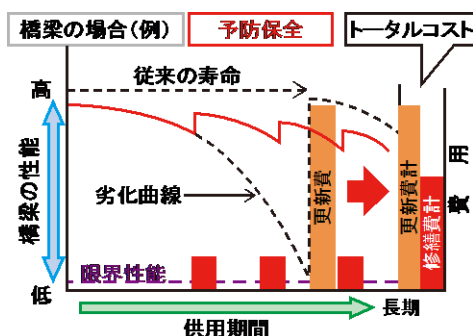 橋梁の場合(例)
予防保全
トータルコスト
高
従来の寿命
橋梁の性能
劣化曲線
更新費
更新費計
修繕費計
費用
限界性能
低
長期
供用期間